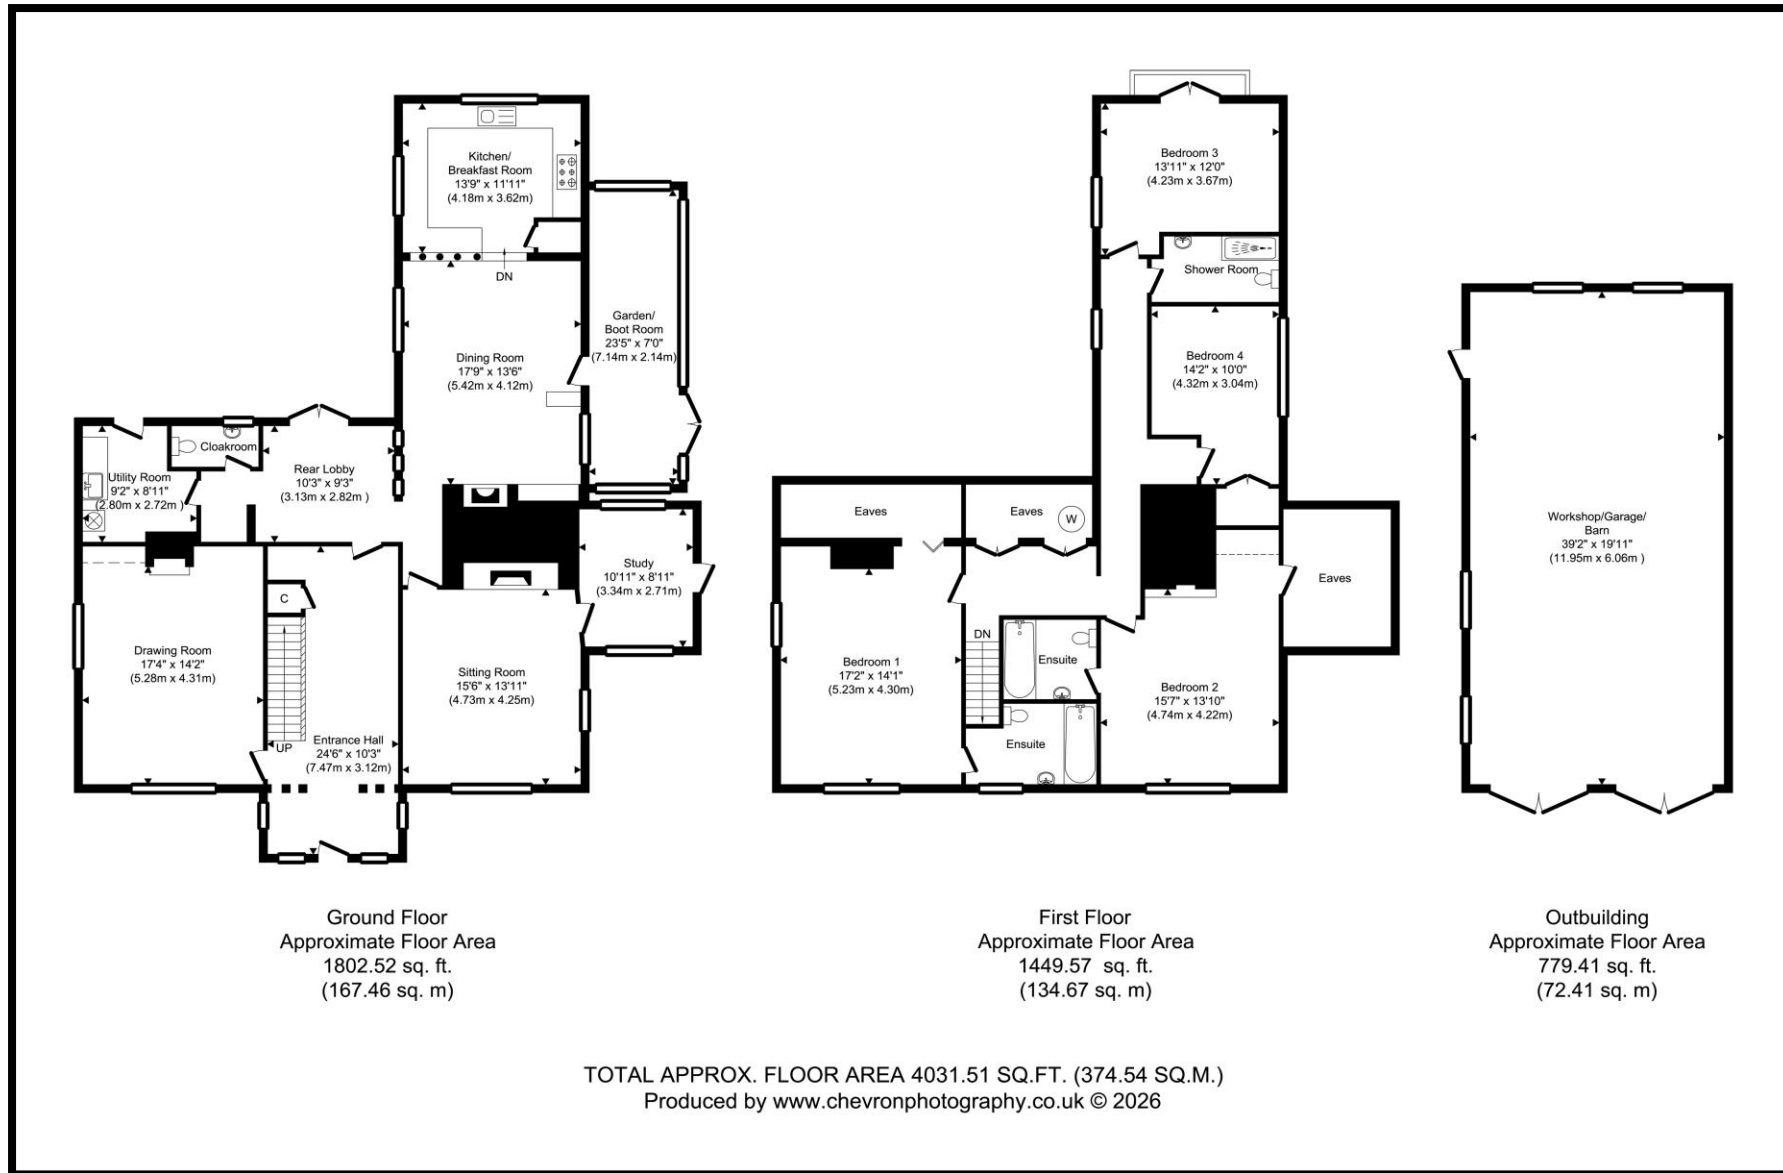 Kitchen/
Breakfast Room
13'9" x 11'11"
(4.18m x 3.62m)
DN
Garden/
Boot Room
23'5" x 7'0"
(7.14m x 2.14m)
Dining Room
17'9" x 13'6"
(5.42m x 4.12m)
Cloakroom
Utility Room
9'2" x 8'11"
(2.80m x 2.72m)
Rear Lobby
10'3" x 9'3"
(3.13m x 2.82m )
Study
10'11" x 8'11"
(3.34m x 2.71m)
C
Drawing Room
17'4" x 14'2"
(5.28m x 4.31m)
Sitting Room
15'6" x 13'11"
(4.73m x 4.25m)
UP
Entrance Hall
24'6" x 10'3"
(7.47m x 3.12m)
Ground Floor
Approximate Floor Area
1802.52 sq. ft.
(167.46 sq. m)
Bedroom 3
13'11" x 12'0"
(4.23m x 3.67m)
Shower Room
Bedroom 4
14'2" x 10'0"
(4.32m x 3.04m)
Eaves
Eaves
W
Eaves
DN
Ensuite
Bedroom 1
17'2" x 14'1"
(5.23m x 4.30m)
Bedroom 2
15'7" x 13'10"
(4.74m x 4.22m)
Ensuite
First Floor
Approximate Floor Area
1449.57 sq. ft.
(134.67 sq. m)
Workshop/Garage/
Barn
39'2" x 19'11"
(11.95m x 6.06m )
Outbuilding
Approximate Floor Area
779.41 sq. ft.
(72.41 sq. m)
TOTAL APPROX. FLOOR AREA 4031.51 SQ.FT. (374.54 SQ.M.)
Produced by www.chevronphotography.co.uk © 2026